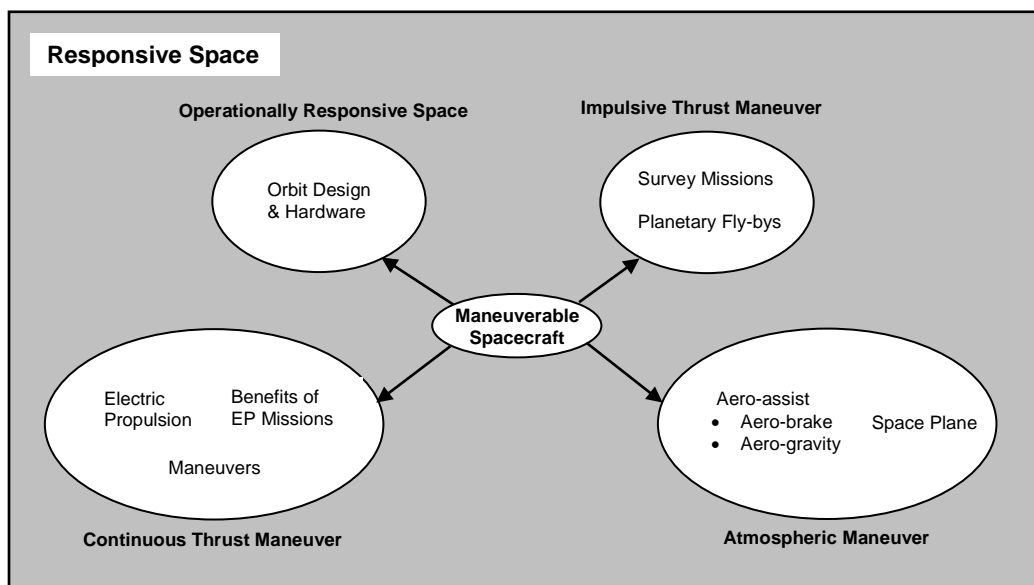 Responsive Space
Operationally Responsive Space
Orbit Design
& Hardware
Impulsive Thrust Maneuver
Survey Missions
Planetary Fly-bys
Maneuverable
Spacecraft
Electric
Propulsion
Benefits of
EP Missions
Maneuvers
Continuous Thrust Maneuver
Aero-assist
• Aero-brake
• Aero-gravity
Space Plane
Atmospheric Maneuver